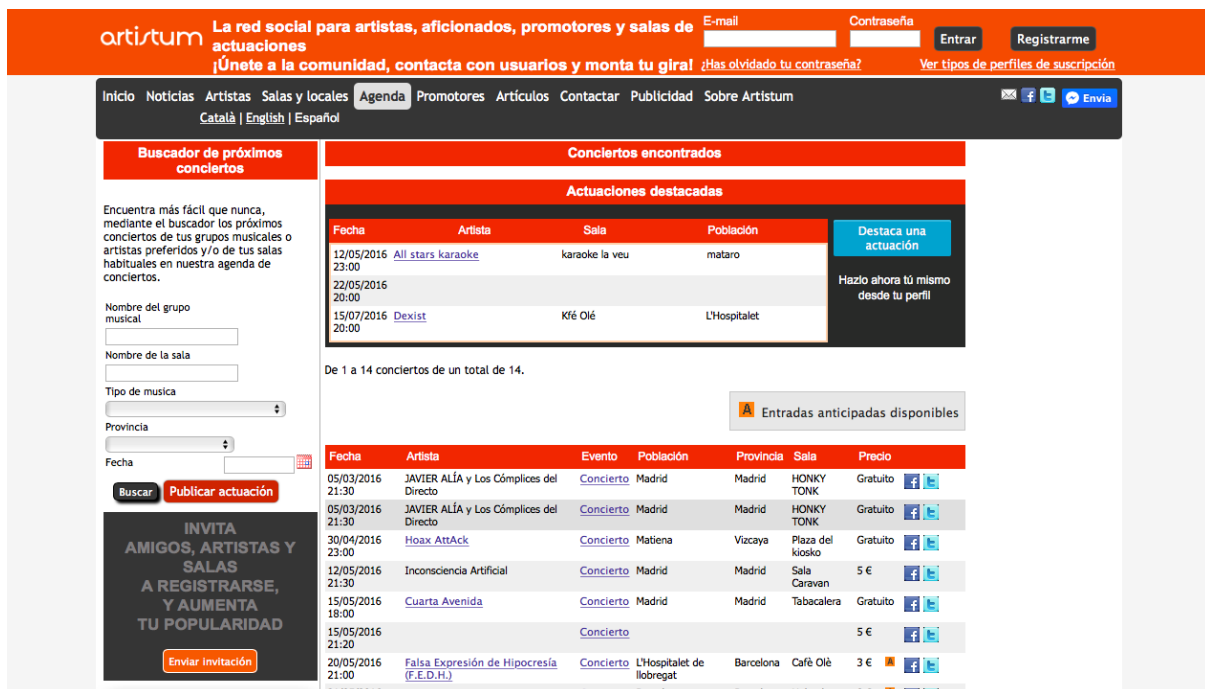 artistum
La red social para artistas, aficionados, promotores y salas de
actuaciones
¡Únete a la comunidad, contacta con usuarios y monta tu gira!
E-mail
Contraseña
Entrar
Registrarme
¿Has olvidado tu contraseña?
Ver tipos de perfiles de suscripción
Inicio Noticias Artistas Salas y locales Agenda Promotores Artículos Contactar Publicidad Sobre Artistum
Envia
Català | English | Español
Buscador de próximos
conciertos
Encuentra más fácil que nunca,
mediante el buscador los próximos
conciertos de tus grupos musicales o
artistas preferidos y/o de tus salas
habituales en nuestra agenda de
conciertos.
Nombre del grupo
musical
Nombre de la sala
Tipo de musica
Provincia
Fecha
Buscar
Publicar actuación
INVITA
AMIGOS, ARTISTAS Y
SALAS
A REGISTRARSE,
Y AUMENTA
TU POPULARIDAD
Enviar invitación
Conciertos encontrados
Actuaciones destacadas
Fecha Artista Sala Población
12/05/2016 All stars karaoke karaoke la veu mataro
23:00
22/05/2016
20:00
15/07/2016 Dexist Kfé Olé L'Hospitalet
20:00
Destaca una
actuación
Hazlo ahora tú mismo
desde tu perfil
De 1 a 14 conciertos de un total de 14.
A Entradas anticipadas disponibles
Fecha Artista Evento Población Provincia Sala Precio
05/03/2016 JAVIER ALÍA y Los Cómplices del Concierto Madrid Madrid HONKY Gratuito
21:30 Directo TONK
05/03/2016 JAVIER ALÍA y Los Cómplices del Concierto Madrid Madrid HONKY Gratuito
21:30 Directo TONK
30/04/2016 Hoax AttAck Concierto Matiena Vizcaya Plaza del Gratuito
23:00 kiosko
12/05/2016 Inconsciencia Artificial Concierto Madrid Madrid Sala 5 €
21:30 Caravan
15/05/2016 Cuarta Avenida Concierto Madrid Madrid Tabacalera Gratuito
18:00
15/05/2016 Concierto 5 €
21:20
20/05/2016 Falsa Expresión de Hipocresía Concierto L'Hospitalet de Barcelona Cafè Olè 3 € A
21:00 (F.E.D.H.) llobregat